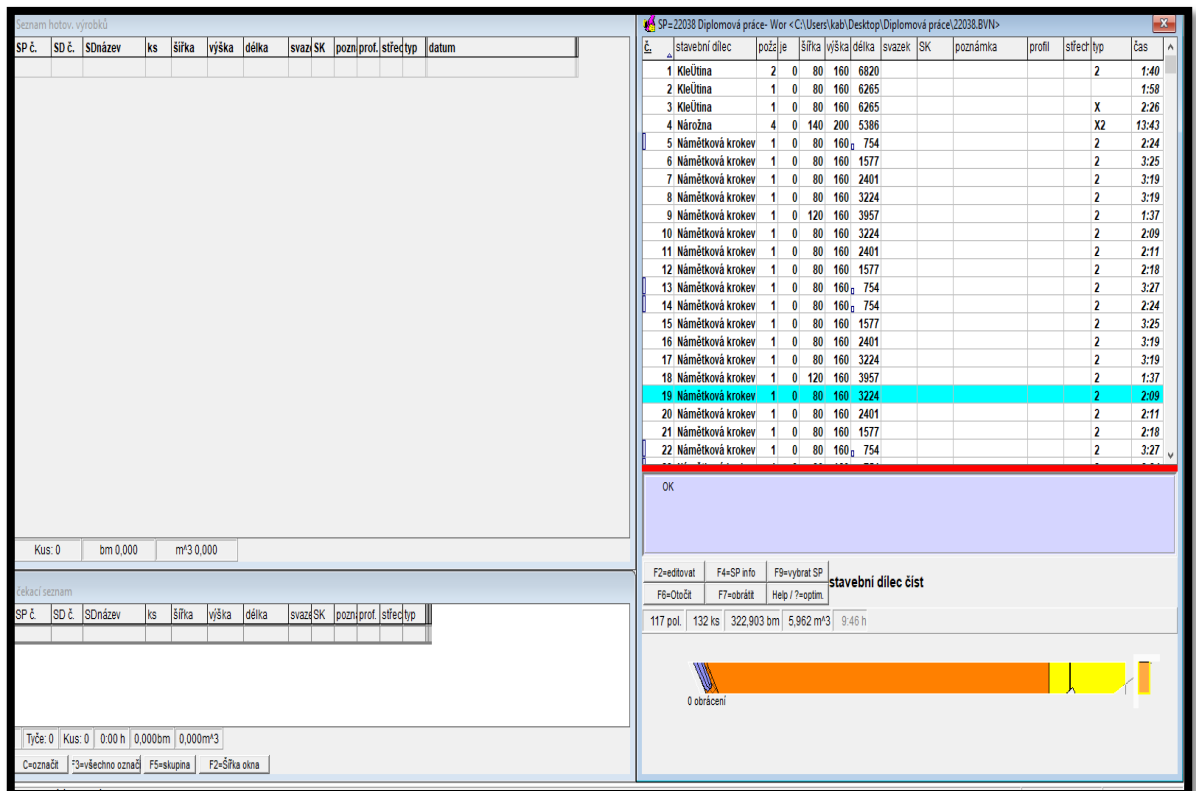 Seznam hotov. výrobků
SP č. SD č. SDnázev ks šířka výška délka svaz SK pozn prof. střec typ datum
Kus: 0 bm 0,000 m^3 0,000
čekací seznam
SP č. SD č. SDnázev ks šířka výška délka svaz SK pozn prof. střec typ
Tyče: 0 Kus: 0 0:00 h 0,000bm 0,000m^3
C=označit F3=všechno označ F5=skupina F2=Šířka okna
SP=22038 Diplomová práce- Wor <C:\Users\kab\Desktop\Diplomová práce\22038.BVN>
č. stavební dílec poža je šířka výška délka svazek SK poznámka profil střech typ čas
1 KleÜtina 2 0 80 160 6820 2 1:40
2 KleÜtina 1 0 80 160 6265 1:58
3 KleÜtina 1 0 80 160 6265 X 2:26
4 Nárožna 4 0 140 200 5386 X2 13:43
5 Námětková krokev 1 0 80 160 754 2 2:24
6 Námětková krokev 1 0 80 160 1577 2 3:25
7 Námětková krokev 1 0 80 160 2401 2 3:19
8 Námětková krokev 1 0 80 160 3224 2 3:19
9 Námětková krokev 1 0 120 160 3957 2 1:37
10 Námětková krokev 1 0 80 160 3224 2 2:09
11 Námětková krokev 1 0 80 160 2401 2 2:11
12 Námětková krokev 1 0 80 160 1577 2 2:18
13 Námětková krokev 1 0 80 160 754 2 3:27
14 Námětková krokev 1 0 80 160 754 2 2:24
15 Námětková krokev 1 0 80 160 1577 2 3:25
16 Námětková krokev 1 0 80 160 2401 2 3:19
17 Námětková krokev 1 0 80 160 3224 2 3:19
18 Námětková krokev 1 0 120 160 3957 2 1:37
19 Námětková krokev 1 0 80 160 3224 2 2:09
20 Námětková krokev 1 0 80 160 2401 2 2:11
21 Námětková krokev 1 0 80 160 1577 2 2:18
22 Námětková krokev 1 0 80 160 754 2 3:27
OK
F2=editovat F4=SP info F9=vybrat SP
F6=Otočit F7=obrátit Help / ?=optim.
stavební dílec číst
117 pol. 132 ks 322,903 bm 5,962 m^3 9:46 h
0 obrácení